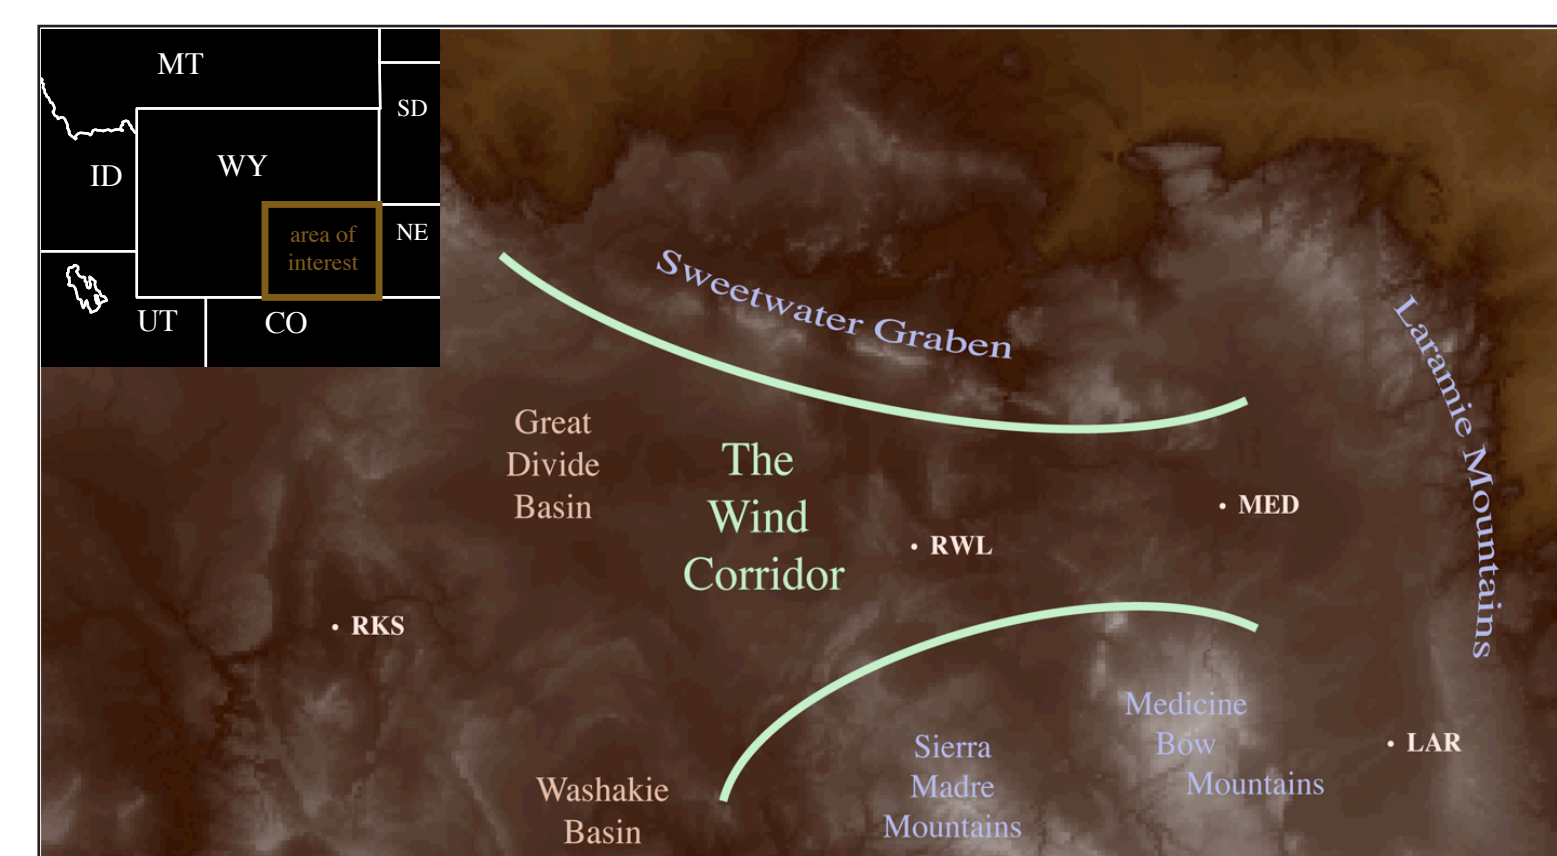 MT
SD
WY
ID
NE
area of
interest
UT
CO
Sweetwater Graben
Laramie Mountains
Great
Divide
Basin
The
Wind
Corridor
• MED
• RWL
• RKS
Medicine
Bow
Mountains
Sierra
Madre
Mountains
• LAR
Washakie
Basin